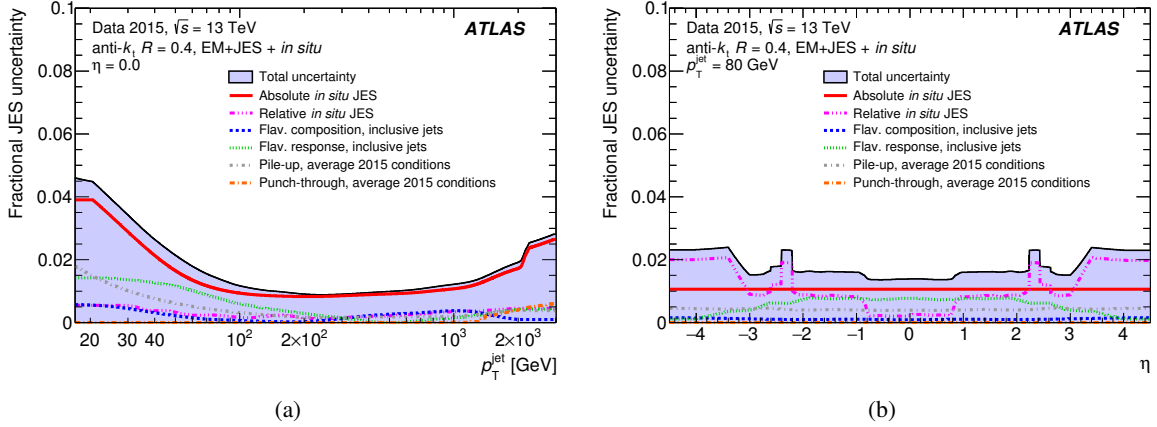 Data 2015, √s = 13 TeV
ATLAS
anti-kₜ R = 0.4, EM+JES + in situ
η = 0.0
Total uncertainty
Absolute in situ JES
Relative in situ JES
Flav. composition, inclusive jets
Flav. response, inclusive jets
Pile-up, average 2015 conditions
Punch-through, average 2015 conditions
Fractional JES uncertainty
0.1
0.08
0.06
0.04
0.02
0
20 30 40 10² 2×10² 10³ 2×10³
p_T^jet [GeV]
(a)
Data 2015, √s = 13 TeV
ATLAS
anti-kₜ R = 0.4, EM+JES + in situ
p_T^jet = 80 GeV
Total uncertainty
Absolute in situ JES
Relative in situ JES
Flav. composition, inclusive jets
Flav. response, inclusive jets
Pile-up, average 2015 conditions
Punch-through, average 2015 conditions
Fractional JES uncertainty
0.1
0.08
0.06
0.04
0.02
0
−4 −3 −2 −1 0 1 2 3 4
η
(b)